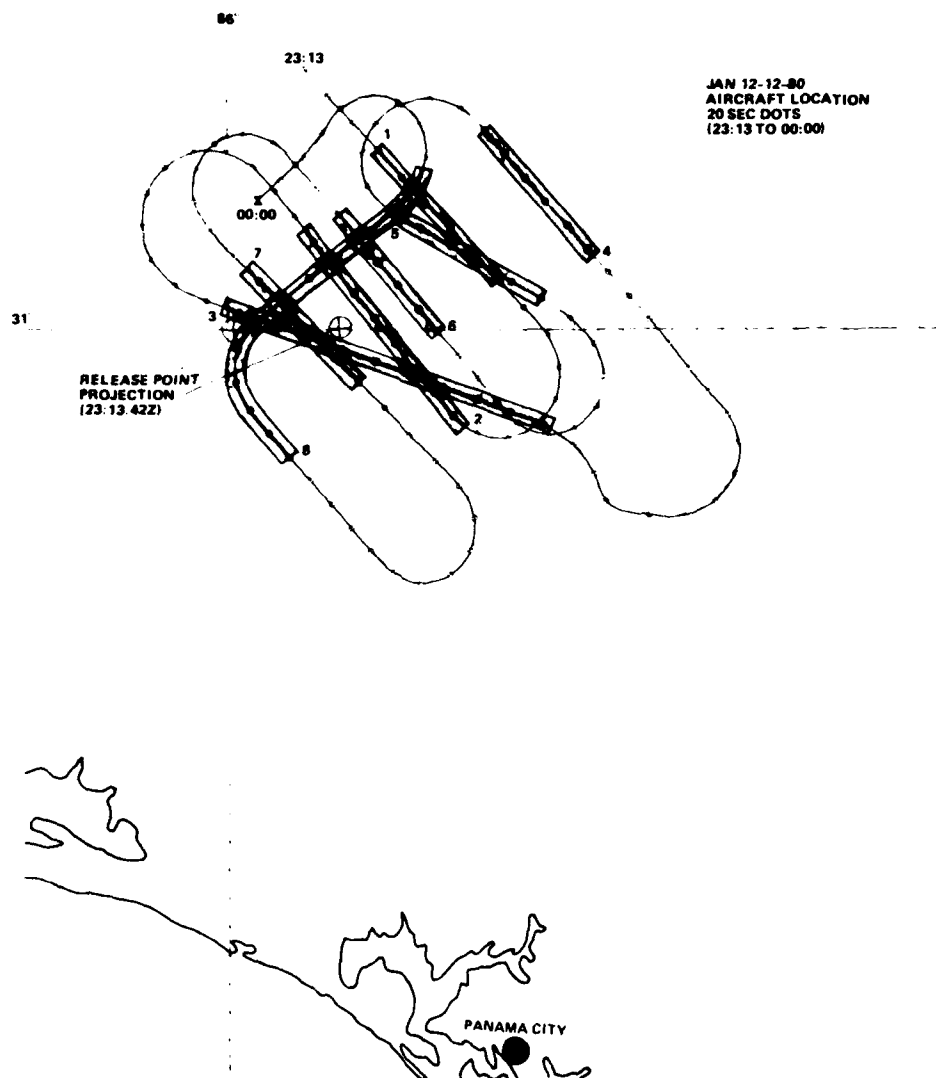 86°
23:13
JAN 12-12-80
AIRCRAFT LOCATION
20 SEC DOTS
(23:13 TO 00:00)
1
00:00
5
7
4
3
31°
6
RELEASE POINT
PROJECTION
(23:13.42Z)
2
8
PANAMA CITY